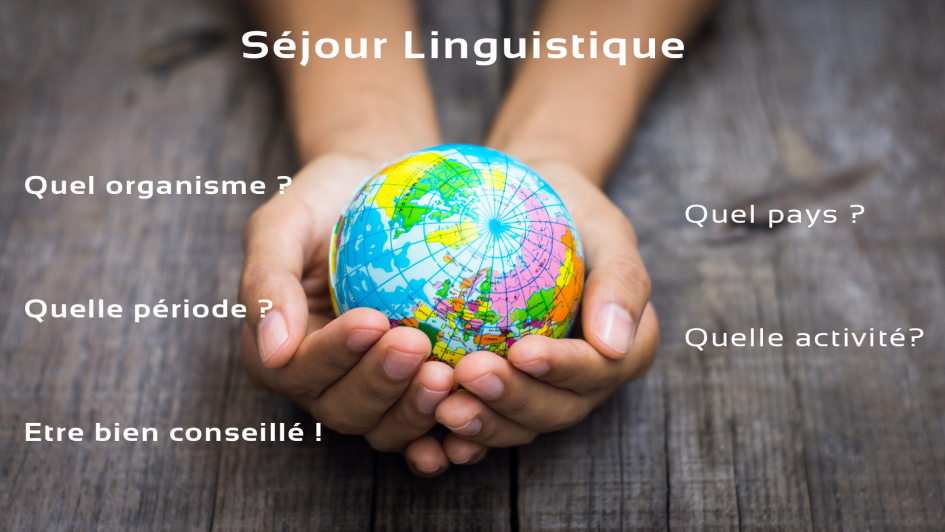 Séjour Linguistique
Quel organisme ?
Quel pays ?
Quelle période ?
Quelle activité?
Etre bien conseillé !